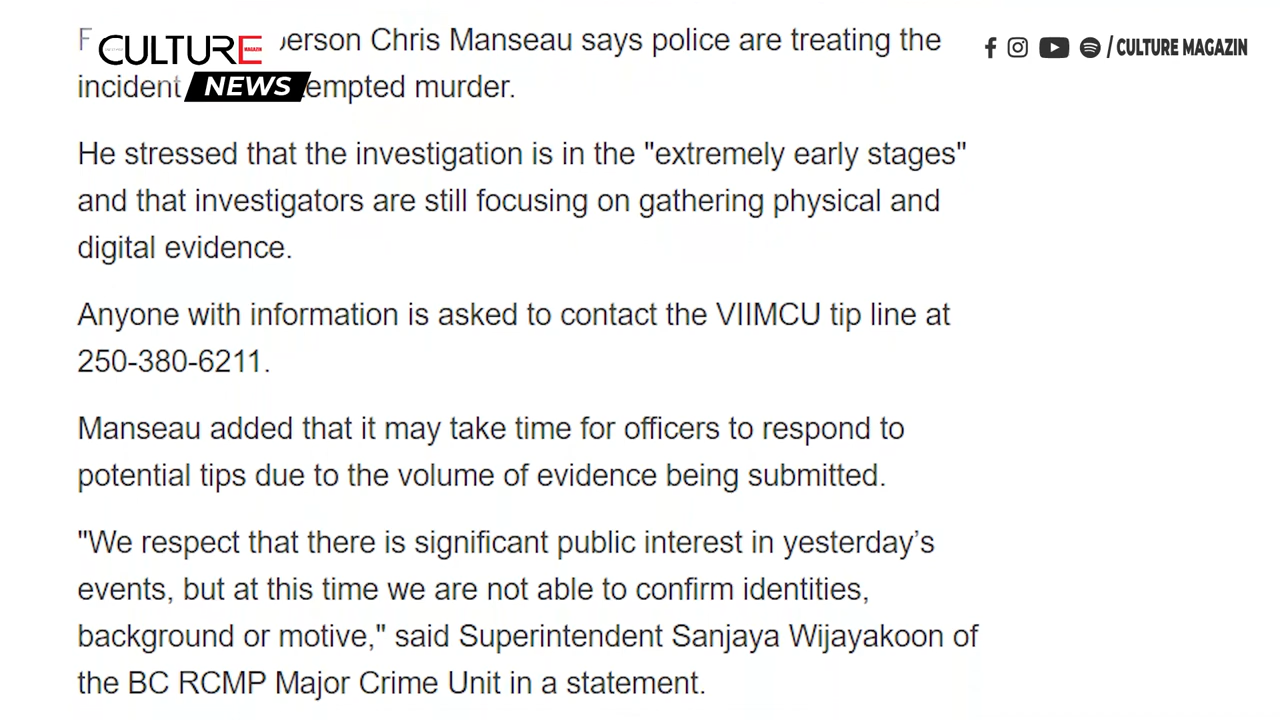 CULTURE
MAGAZIN
NEWS
/ CULTURE MAGAZIN
person Chris Manseau says police are treating the
incident empted murder.
He stressed that the investigation is in the "extremely early stages"
and that investigators are still focusing on gathering physical and
digital evidence.
Anyone with information is asked to contact the VIIMCU tip line at
250-380-6211.
Manseau added that it may take time for officers to respond to
potential tips due to the volume of evidence being submitted.
"We respect that there is significant public interest in yesterday’s
events, but at this time we are not able to confirm identities,
background or motive," said Superintendent Sanjaya Wijayakoon of
the BC RCMP Major Crime Unit in a statement.